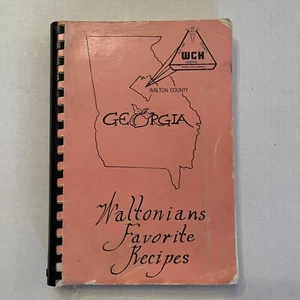 WCH
WALTON COUNTY
GEORGIA
Waltonians
Favorite
Recipes